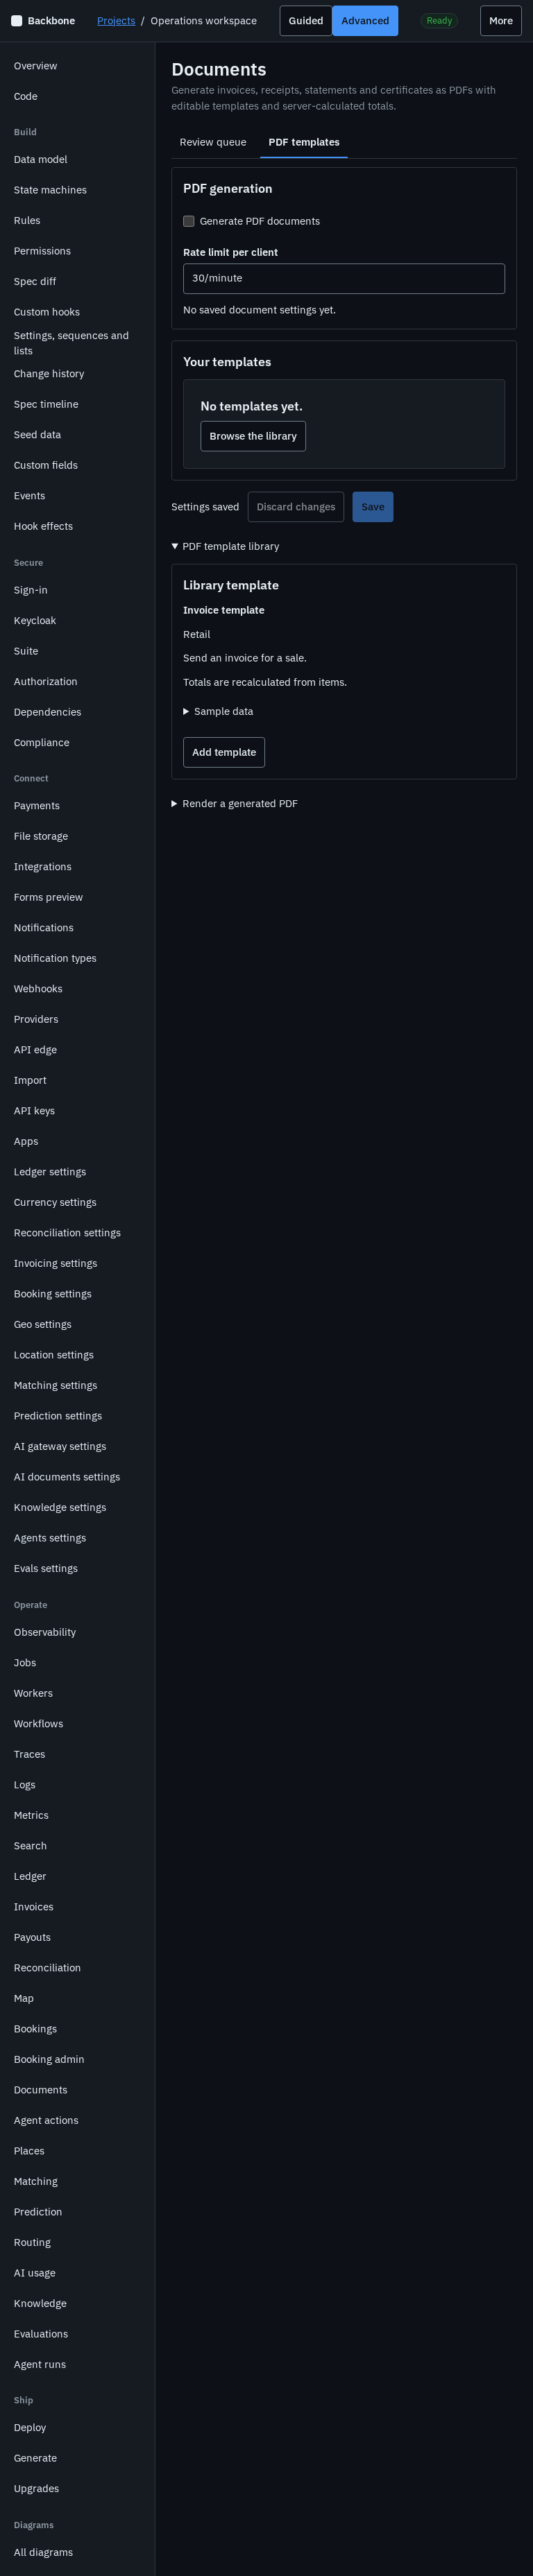 Backbone
Projects / Operations workspace
Guided
Advanced
Ready
More
Overview
Code
Build
Data model
State machines
Rules
Permissions
Spec diff
Custom hooks
Settings, sequences and
lists
Change history
Spec timeline
Seed data
Custom fields
Events
Hook effects
Secure
Sign-in
Keycloak
Suite
Authorization
Dependencies
Compliance
Connect
Payments
File storage
Integrations
Forms preview
Notifications
Notification types
Webhooks
Providers
API edge
Import
API keys
Apps
Ledger settings
Currency settings
Reconciliation settings
Invoicing settings
Booking settings
Geo settings
Location settings
Matching settings
Prediction settings
AI gateway settings
AI documents settings
Knowledge settings
Agents settings
Evals settings
Operate
Observability
Jobs
Workers
Workflows
Traces
Logs
Metrics
Search
Ledger
Invoices
Payouts
Reconciliation
Map
Bookings
Booking admin
Documents
Agent actions
Places
Matching
Prediction
Routing
AI usage
Knowledge
Evaluations
Agent runs
Ship
Deploy
Generate
Upgrades
Diagrams
All diagrams
Documents
Generate invoices, receipts, statements and certificates as PDFs with
editable templates and server-calculated totals.
Review queue
PDF templates
PDF generation
Generate PDF documents
Rate limit per client
30/minute
No saved document settings yet.
Your templates
No templates yet.
Browse the library
Settings saved
Discard changes
Save
PDF template library
Library template
Invoice template
Retail
Send an invoice for a sale.
Totals are recalculated from items.
Sample data
Add template
Render a generated PDF